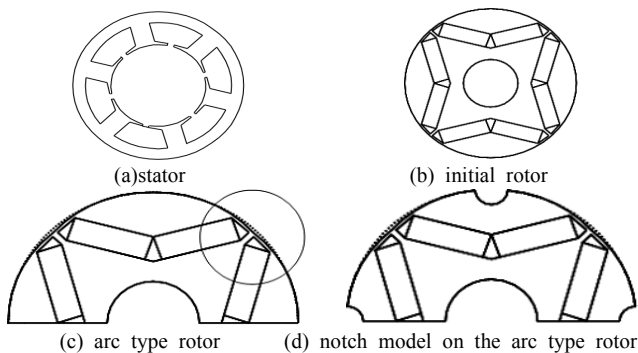 (a)stator
(b) initial rotor
(c) arc type rotor
(d) notch model on the arc type rotor